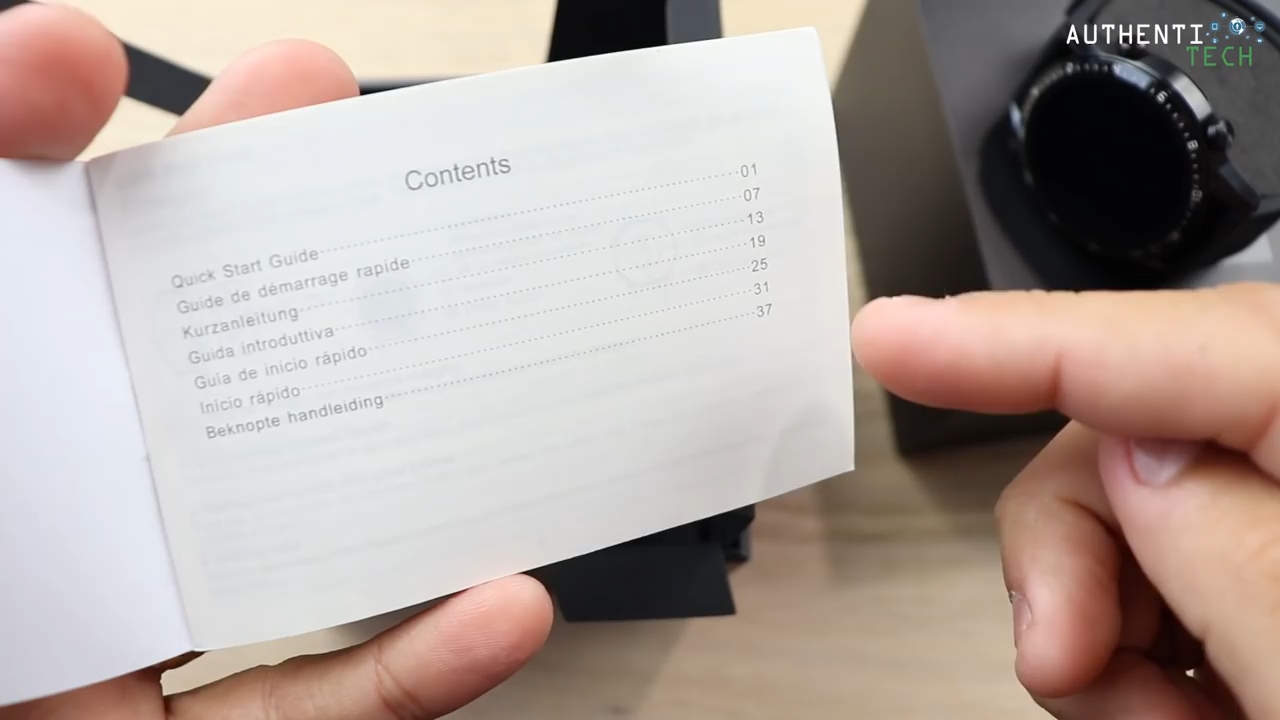 AUTHENTI
TECH
Contents
Quick Start Guide 01
Guide de démarrage rapide 07
Kurzanleitung 13
Guida introduttiva 19
Guía de inicio rápido 25
Início rápido 31
Beknopte handleiding 37